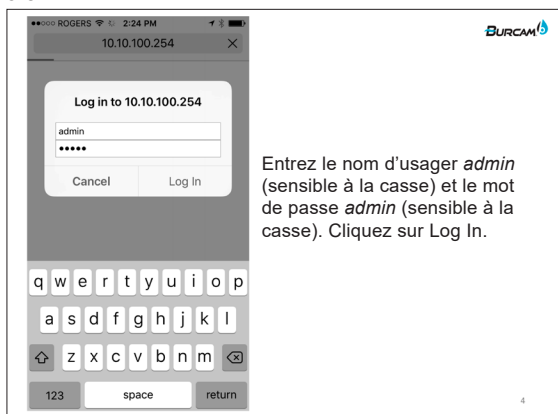 ●●○○○ ROGERS 2:24 PM
10.10.100.254 ×
BURCAM
Log in to 10.10.100.254
admin
●●●●●
Cancel Log In
Entrez le nom d'usager admin
(sensible à la casse) et le mot
de passe admin (sensible à la
casse). Cliquez sur Log In.
q w e r t y u i o p
a s d f g h j k l
z x c v b n m
123 space return
4